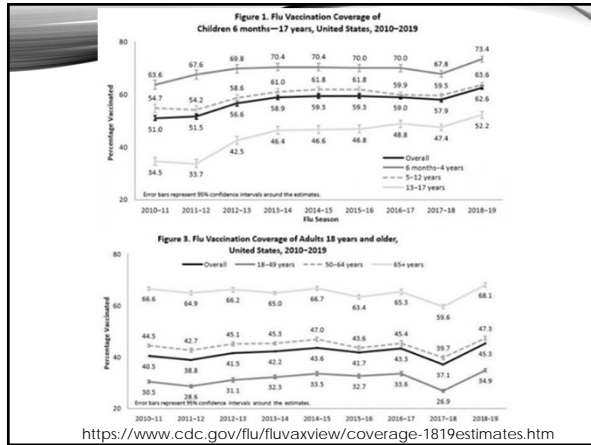 Figure 1. Flu Vaccination Coverage of
Children 6 months—17 years, United States, 2010–2019
80
63.6 67.6 69.8 70.4 70.4 70.0 70.0 67.8 73.4
54.7 54.2 58.6 61.0 61.8 61.8 59.9 59.5 63.6
60
51.0 51.5 56.6 58.9 59.3 59.3 59.0 57.9 62.6
Percentage Vaccinated
40
34.5 33.7 42.5 46.4 46.6 46.8 48.8 47.4 52.2
Overall
6 months–4 years
5–12 years
13–17 years
Error bars represent 95% confidence intervals around the estimates.
20
2010–11 2011–12 2012–13 2013–14 2014–15 2015–16 2016–17 2017–18 2018–19
Flu Season
Figure 3. Flu Vaccination Coverage of Adults 18 years and older,
United States, 2010–2019
Overall 18–49 years 50–64 years 65+ years
80
66.6 64.9 66.2 65.0 66.7 63.4 65.3 59.6 68.1
60
Percentage Vaccinated
44.5 42.7 45.1 45.3 47.0 43.6 45.4 39.7 47.3
40
40.5 38.8 41.5 42.2 43.6 41.7 43.3 37.1 45.3
30.5 28.6 31.1 32.3 33.5 32.7 33.6 26.9 34.9
Error bars represent 95% confidence intervals around the estimates.
20
2010–11 2011–12 2012–13 2013–14 2014–15 2015–16 2016–17 2017–18 2018–19
https://www.cdc.gov/flu/fluvaxview/coverage-1819estimates.htm